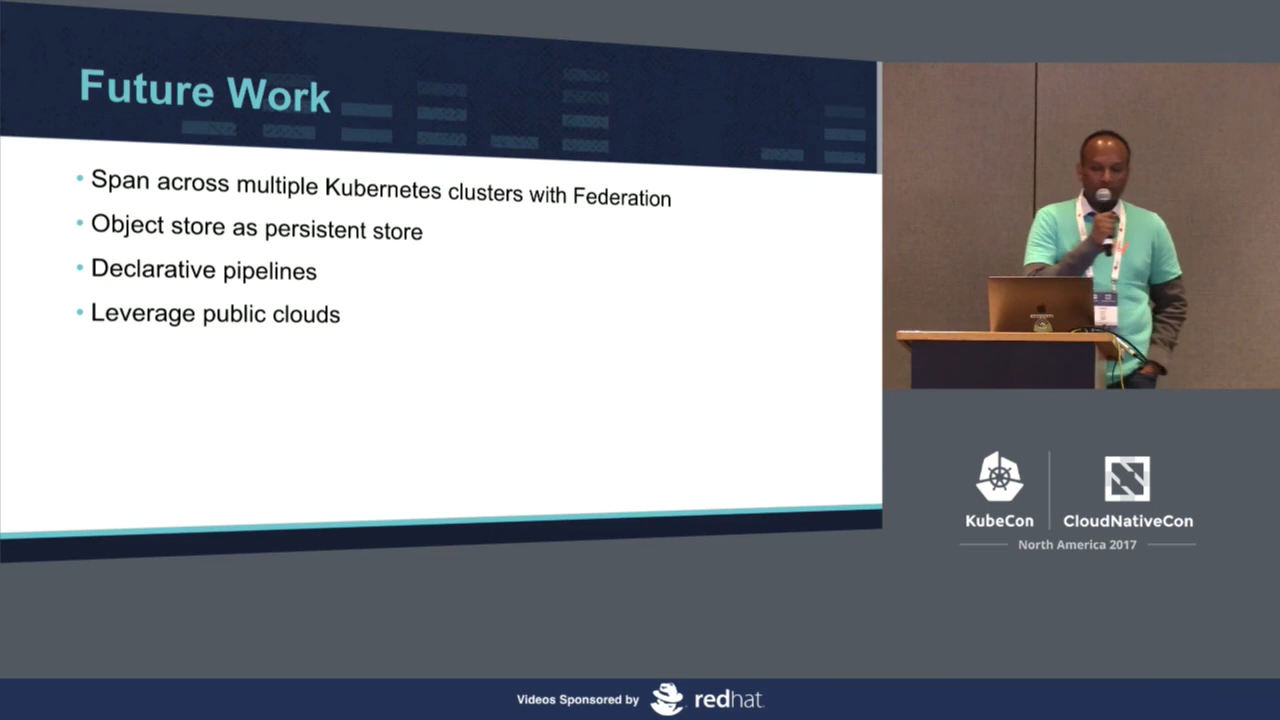 Future Work
• Span across multiple Kubernetes clusters with Federation
• Object store as persistent store
• Declarative pipelines
• Leverage public clouds
KubeCon
CloudNativeCon
North America 2017
Videos Sponsored by redhat